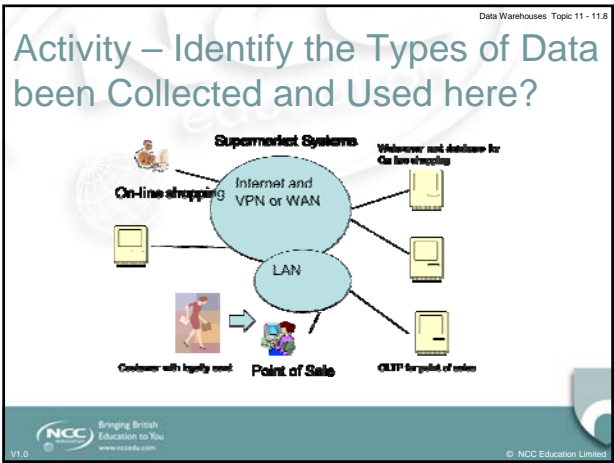 Data Warehouses Topic 11 - 11.8
Activity – Identify the Types of Data
been Collected and Used here?
Supermarket Systems
Web server and database for
On line shopping
On-line shopping
Internet and
VPN or WAN
LAN
Customer with loyalty card
Point of Sale
OLTP for point of sales
NCC
education
Bringing British
Education to You
www.nccedu.com
V1.0
© NCC Education Limited